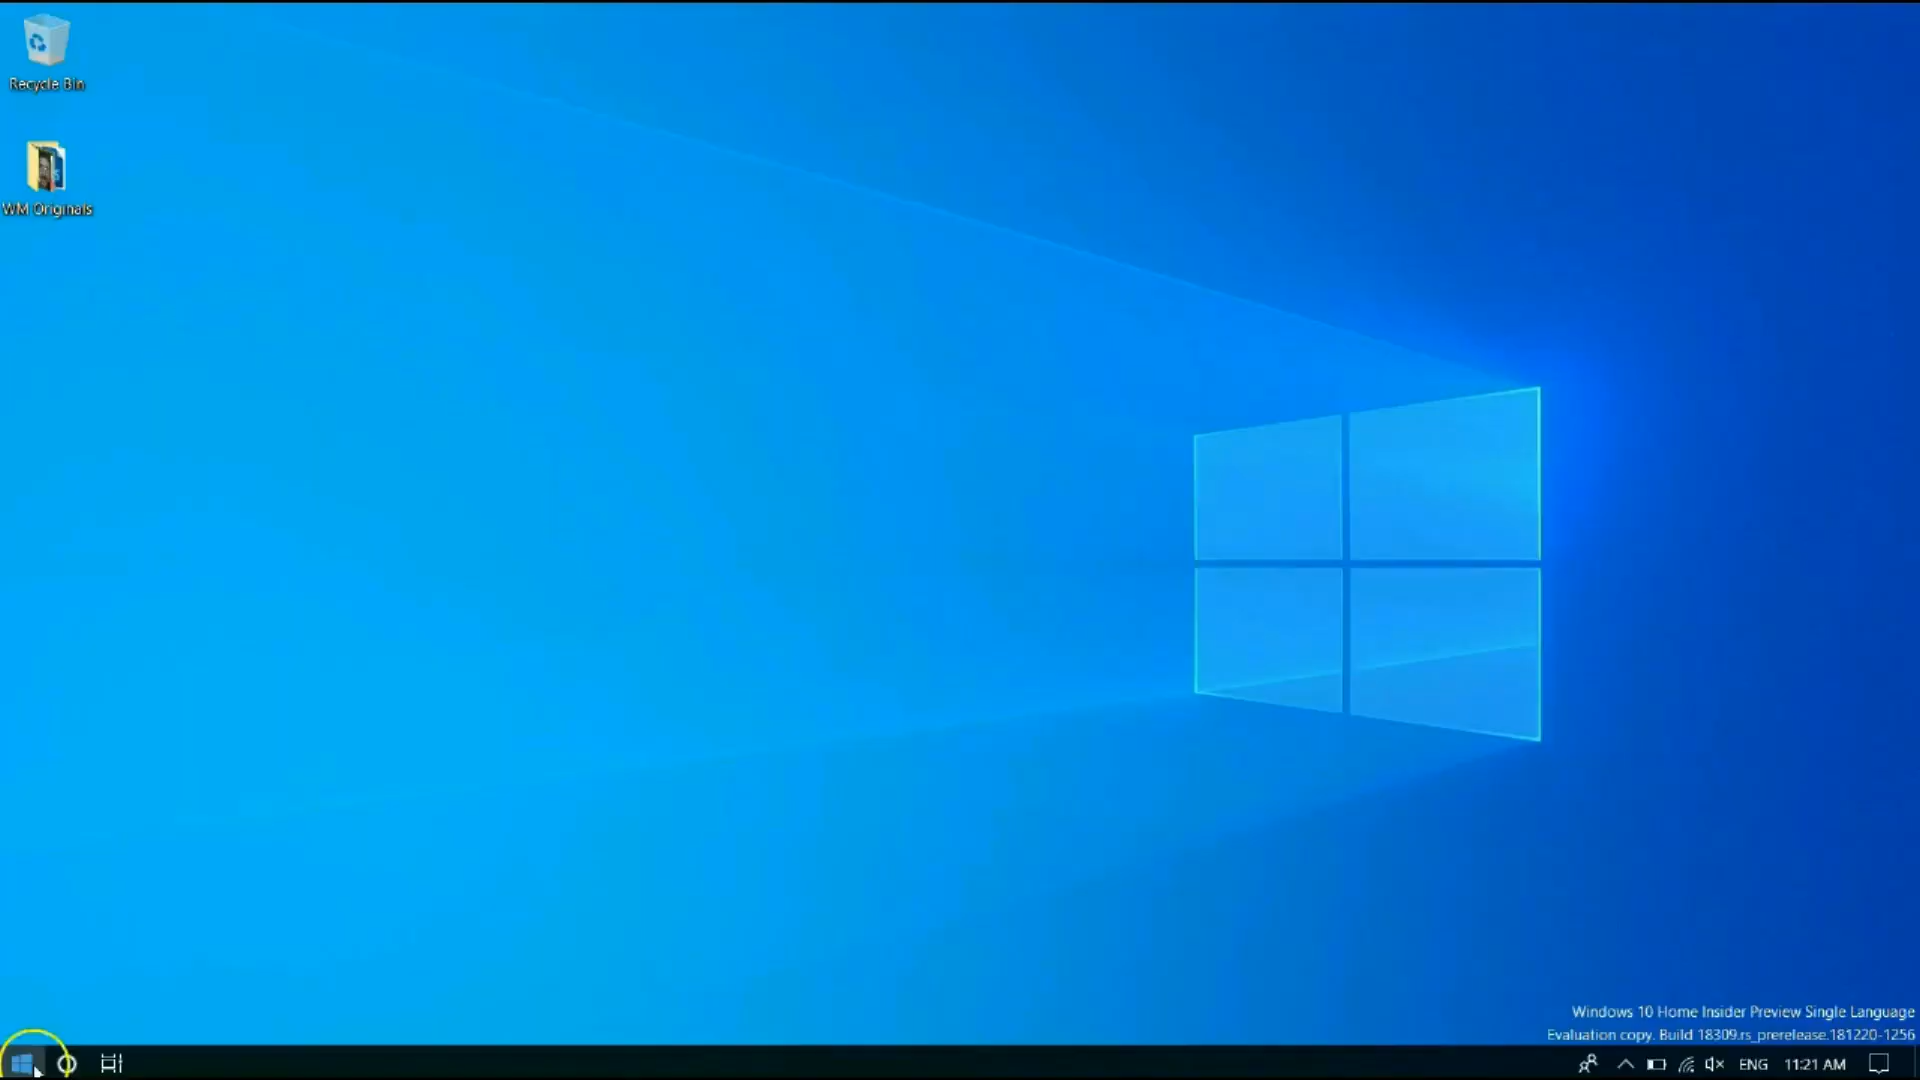 Recycle Bin
WM Originals
Windows 10 Home Insider Preview Single Language
Evaluation copy. Build 18309.rs_prerelease.181220-1256
ENG
11:21 AM